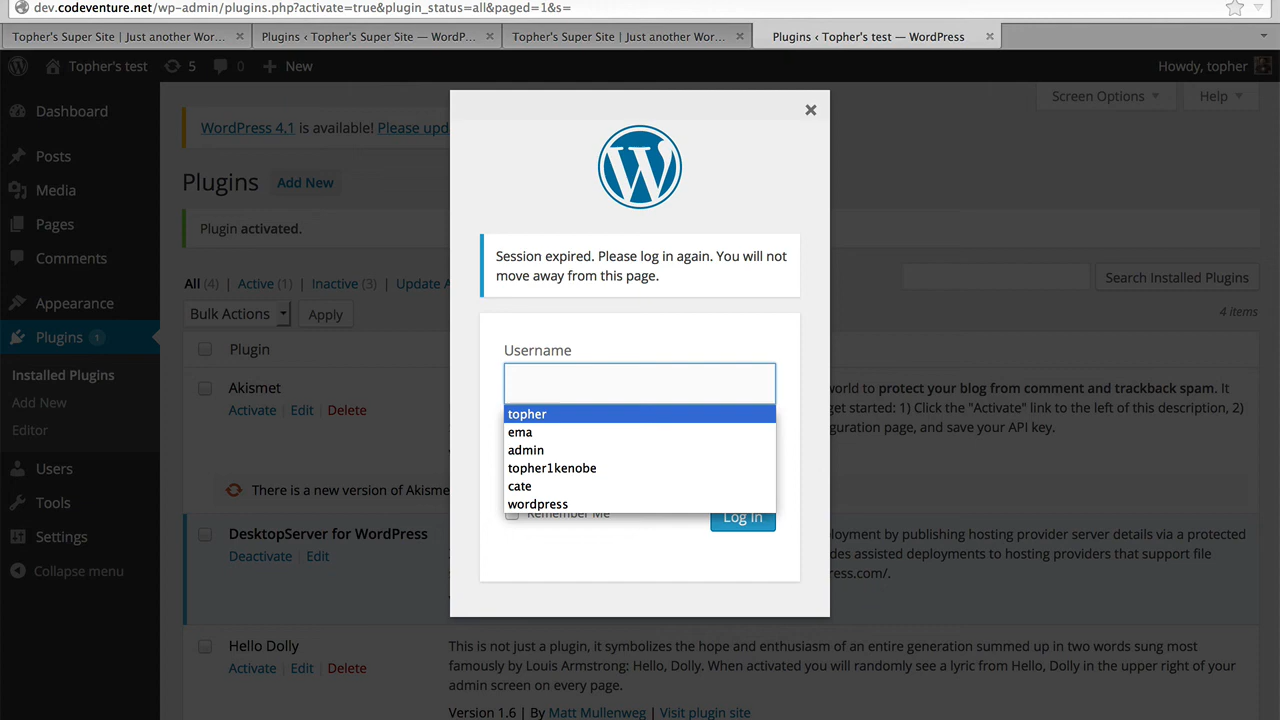 dev.codeventure.net/wp-admin/plugins.php?activate=true&plugin_status=all&paged=1&s=
Topher's Super Site | Just another Wor... × Plugins ‹ Topher's Super Site — WordP... × Topher's Super Site | Just another Wor... × Plugins ‹ Topher's test — WordPress ×
Topher's test 5 0 + New Howdy, topher
Screen Options ▼ Help ▼
Dashboard
Posts
Media
Pages
Comments
Appearance
Plugins 1
Installed Plugins
Add New
Editor
Users
Tools
Settings
Collapse menu
WordPress 4.1 is available! Please upd
Plugins Add New
Plugin activated.
All (4) | Active (1) | Inactive (3) | Update A
Search Installed Plugins
Bulk Actions Apply
4 items
Plugin
Akismet
Activate | Edit | Delete
world to protect your blog from comment and trackback spam. It
et started: 1) Click the "Activate" link to the left of this description, 2)
guration page, and save your API key.
There is a new version of Akisme
DesktopServer for WordPress
Deactivate | Edit
ployment by publishing hosting provider server details via a protected
des assisted deployments to hosting providers that support file
ress.com/.
Hello Dolly
Activate | Edit | Delete
This is not just a plugin, it symbolizes the hope and enthusiasm of an entire generation summed up in two words sung most
famously by Louis Armstrong: Hello, Dolly. When activated you will randomly see a lyric from Hello, Dolly in the upper right of your
admin screen on every page.
Version 1.6 | By Matt Mullenweg | Visit plugin site
×
Session expired. Please log in again. You will not
move away from this page.
Username
topher
ema
admin
topher1kenobe
cate
wordpress
Remember Me
Log In